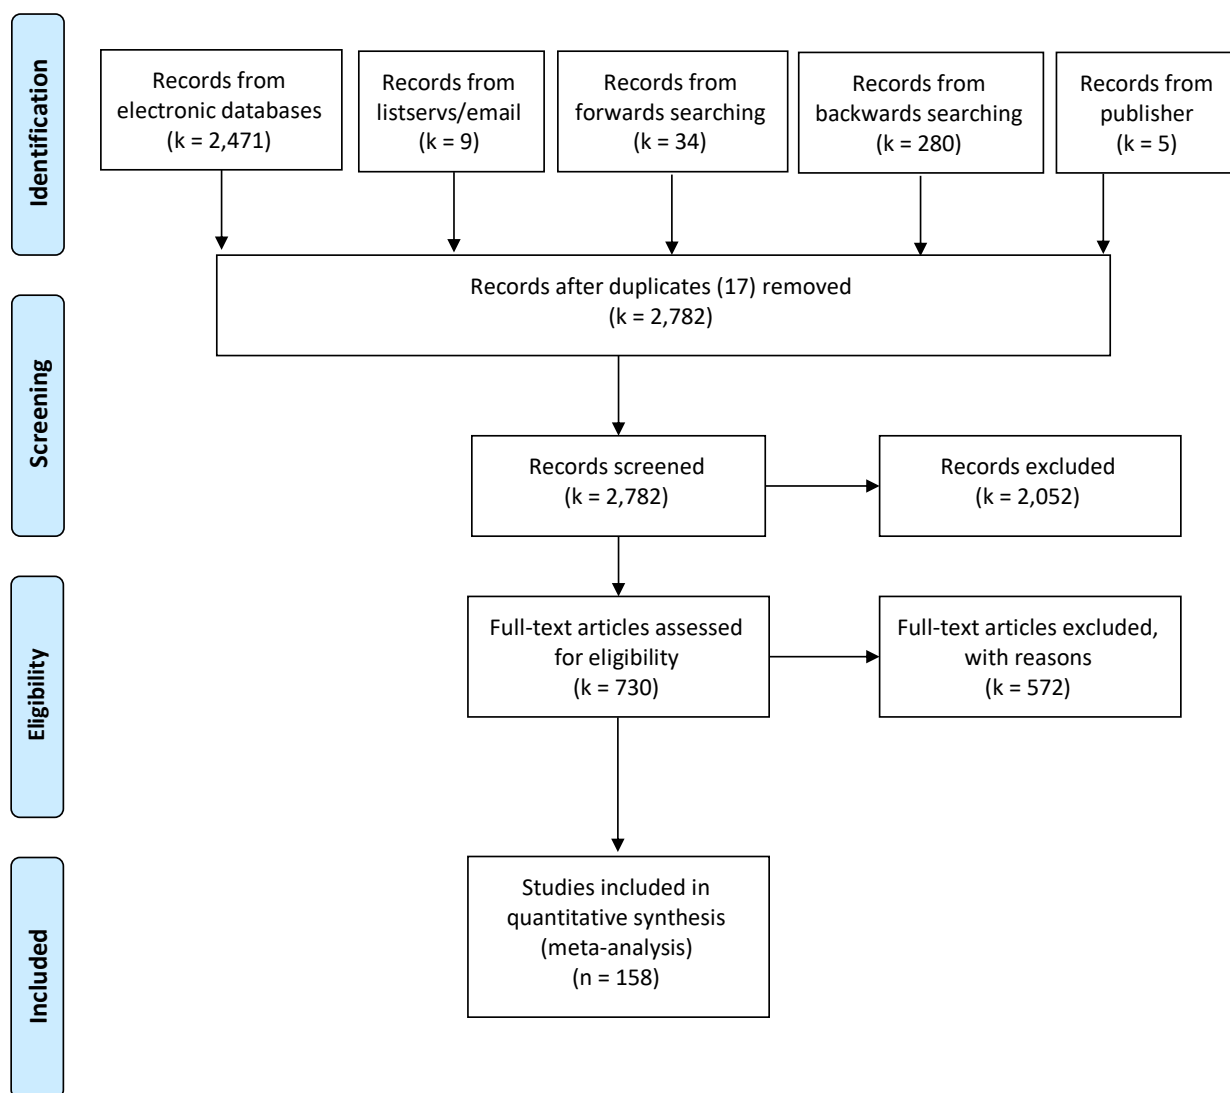 Identification
Records from
electronic databases
(k = 2,471)
Records from
listservs/email
(k = 9)
Records from
forwards searching
(k = 34)
Records from
backwards searching
(k = 280)
Records from
publisher
(k = 5)
Records after duplicates (17) removed
(k = 2,782)
Screening
Records screened
(k = 2,782)
Records excluded
(k = 2,052)
Eligibility
Full-text articles assessed
for eligibility
(k = 730)
Full-text articles excluded,
with reasons
(k = 572)
Included
Studies included in
quantitative synthesis
(meta-analysis)
(n = 158)